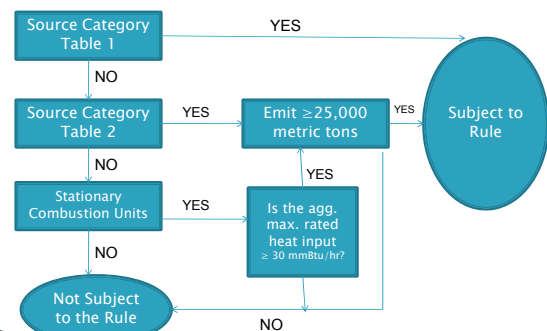 Source Category
Table 1
YES
NO
Source Category
Table 2
YES
Emit ≥25,000
metric tons
YES
Subject to
Rule
NO
YES
Stationary
Combustion Units
YES
Is the agg.
max. rated
heat input
≥ 30 mmBtu/hr?
NO
Not Subject
to the Rule
NO